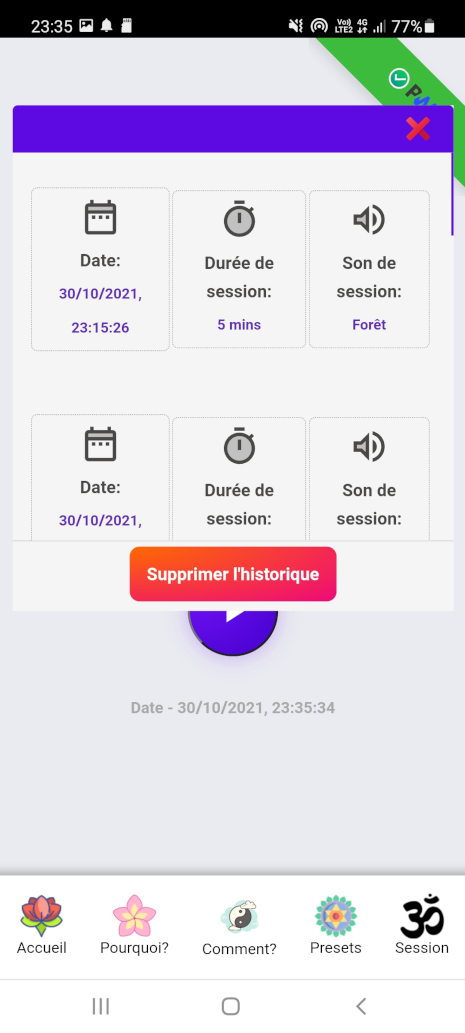 23:35
Vo)) LTE2 4G 77%
Date:
30/10/2021,
23:15:26
Durée de
session:
5 mins
Son de
session:
Forêt
Date:
30/10/2021,
Durée de
session:
Son de
session:
Supprimer l'historique
Date - 30/10/2021, 23:35:34
Accueil
Pourquoi?
Comment?
Presets
Session